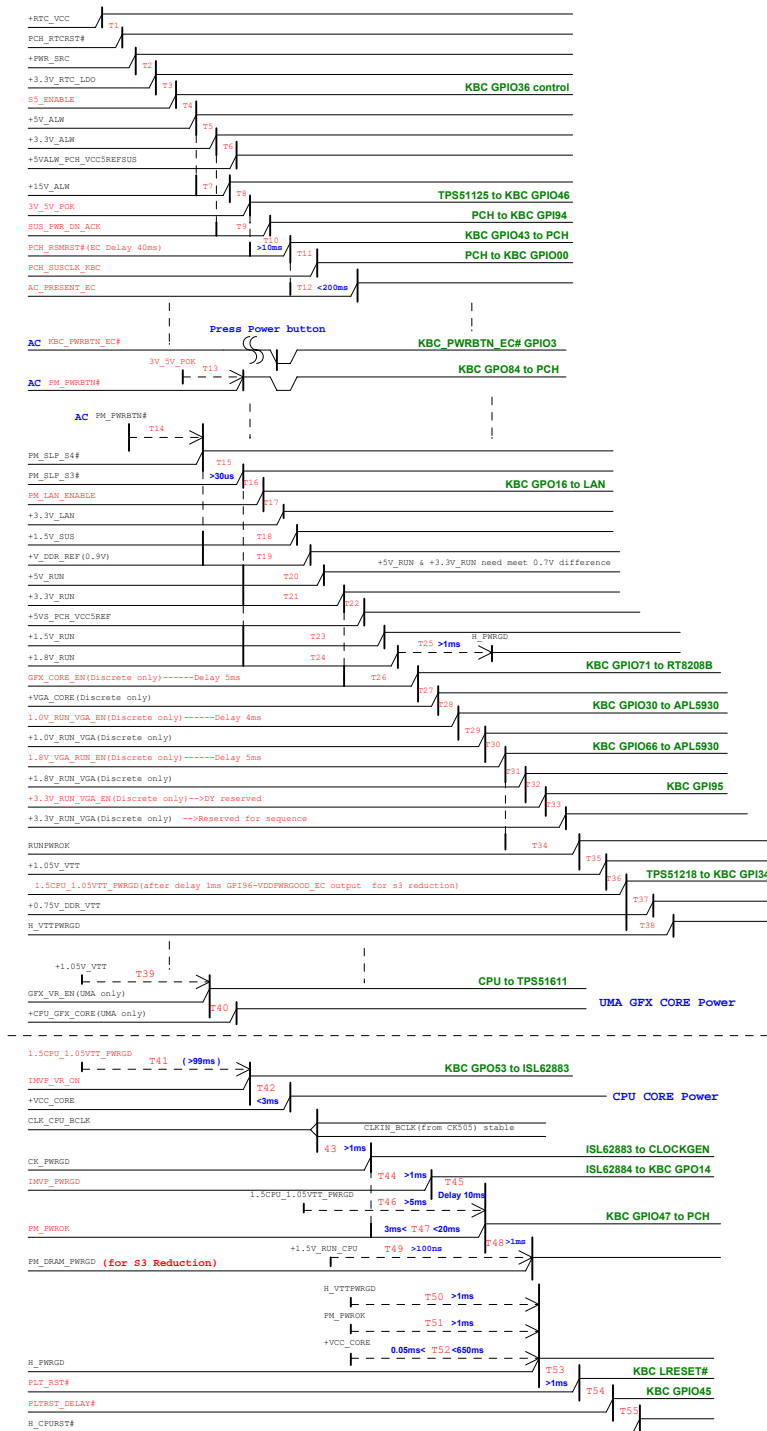 +RTC_VCC
T1
PCH_RTCRST#
+PWR_SRC
T2
+3.3V_RTC_LDO
T3
KBC GPIO36 control
S5_ENABLE
T4
+5V_ALW
T5
+3.3V_ALW
T6
+5VALW_PCH_VCC5REFSUS
+15V_ALW
T7
T8
TPS51125 to KBC GPIO46
3V_5V_POK
PCH to KBC GPI94
SUS_PWR_DN_ACK
T9
T10
KBC GPIO43 to PCH
PCH_RSMRST#(EC Delay 40ms)
>10ms
T11
PCH to KBC GPIO00
PCH_SUSCLK_KBC
AC_PRESENT_EC
T12 <200ms
Press Power button
AC KBC_PWRBTN_EC#
KBC_PWRBTN_EC# GPIO3
3V_5V_POK
T13
KBC GPO84 to PCH
AC PM_PWRBTN#
AC PM_PWRBTN#
T14
PM_SLP_S4#
T15
PM_SLP_S3#
>30us
T16
KBC GPO16 to LAN
PM_LAN_ENABLE
T17
+3.3V_LAN
+1.5V_SUS
T18
+V_DDR_REF(0.9V)
T19
+5V_RUN & +3.3V_RUN need meet 0.7V difference
+5V_RUN
T20
+3.3V_RUN
T21
T22
+5VS_PCH_VCC5REF
+1.5V_RUN
T23
T25 >1ms
H_PWRGD
+1.8V_RUN
T24
KBC GPIO71 to RT8208B
GFX_CORE_EN(Discrete only)------Delay 5ms
T26
T27
+VGA_CORE(Discrete only)
T28
KBC GPIO30 to APL5930
1.0V_RUN_VGA_EN(Discrete only)------Delay 4ms
T29
+1.0V_RUN_VGA(Discrete only)
T30
KBC GPIO66 to APL5930
1.8V_VGA_RUN_EN(Discrete only)------Delay 5ms
T31
+1.8V_RUN_VGA(Discrete only)
T32
KBC GPI95
+3.3V_RUN_VGA_EN(Discrete only)-->DY reserved
T33
+3.3V_RUN_VGA(Discrete only) -->Reserved for sequence
RUNPWROK
T34
T35
+1.05V_VTT
T36
TPS51218 to KBC GPI34
1.5CPU_1.05VTT_PWRGD(after delay 1ms GPI96-VDDPWRGOOD_EC output for s3 reduction)
T37
+0.75V_DDR_VTT
H_VTTPWRGD
T38
+1.05V_VTT
T39
CPU to TPS51611
GFX_VR_EN(UMA only)
T40
UMA GFX CORE Power
+CPU_GFX_CORE(UMA only)
1.5CPU_1.05VTT_PWRGD
T41 (>99ms)
KBC GPO53 to ISL62883
IMVP_VR_ON
T42
+VCC_CORE
<3ms
CPU CORE Power
CLK_CPU_BCLK
CLKIN_BCLK(from CK505) stable
43 >1ms
ISL62883 to CLOCKGEN
CK_PWRGD
T44 >1ms
ISL62884 to KBC GPO14
IMVP_PWRGD
T45
1.5CPU_1.05VTT_PWRGD
T46 >5ms
Delay 10ms
KBC GPIO47 to PCH
PM_PWROK
3ms< T47 <20ms
T48 >1ms
+1.5V_RUN_CPU
T49 >100ns
PM_DRAM_PWRGD (for S3 Reduction)
H_VTTPWRGD
T50 >1ms
PM_PWROK
T51 >1ms
+VCC_CORE
0.05ms< T52 <650ms
H_PWRGD
T53
KBC LRESET#
PLT_RST#
>1ms
T54
KBC GPIO45
PLTRST_DELAY#
T55
H_CPURST#